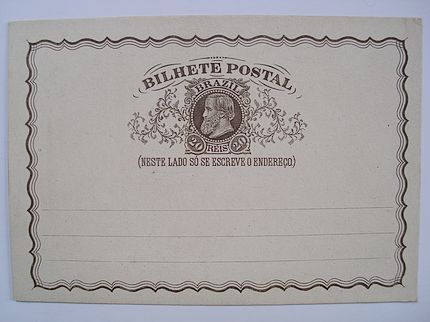 BILHETE POSTAL
BRAZIL
20 REIS 20
(NESTE LADO SÓ SE ESCREVE O ENDEREÇO)